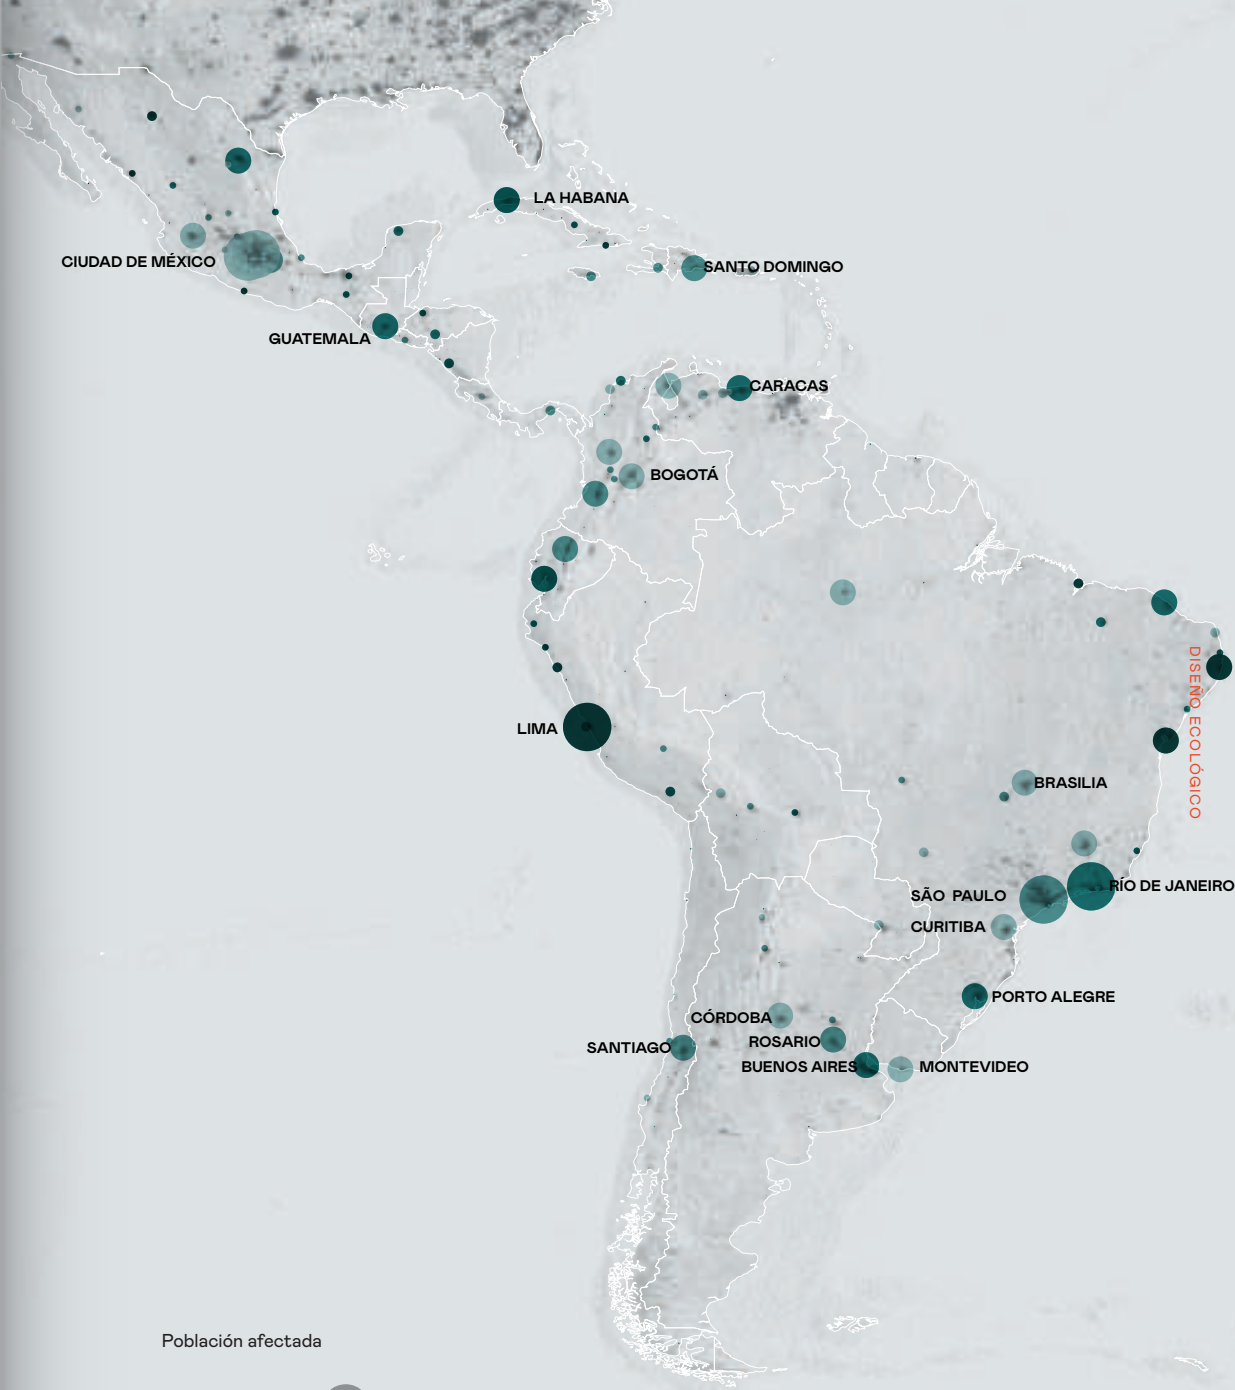 LA HABANA
CIUDAD DE MÉXICO
SANTO DOMINGO
GUATEMALA
CARACAS
BOGOTÁ
DISEÑO ECOLÓGICO
LIMA
BRASILIA
RÍO DE JANEIRO
SÃO PAULO
CURITIBA
PORTO ALEGRE
CÓRDOBA
ROSARIO
SANTIAGO
BUENOS AIRES
MONTEVIDEO
Población afectada